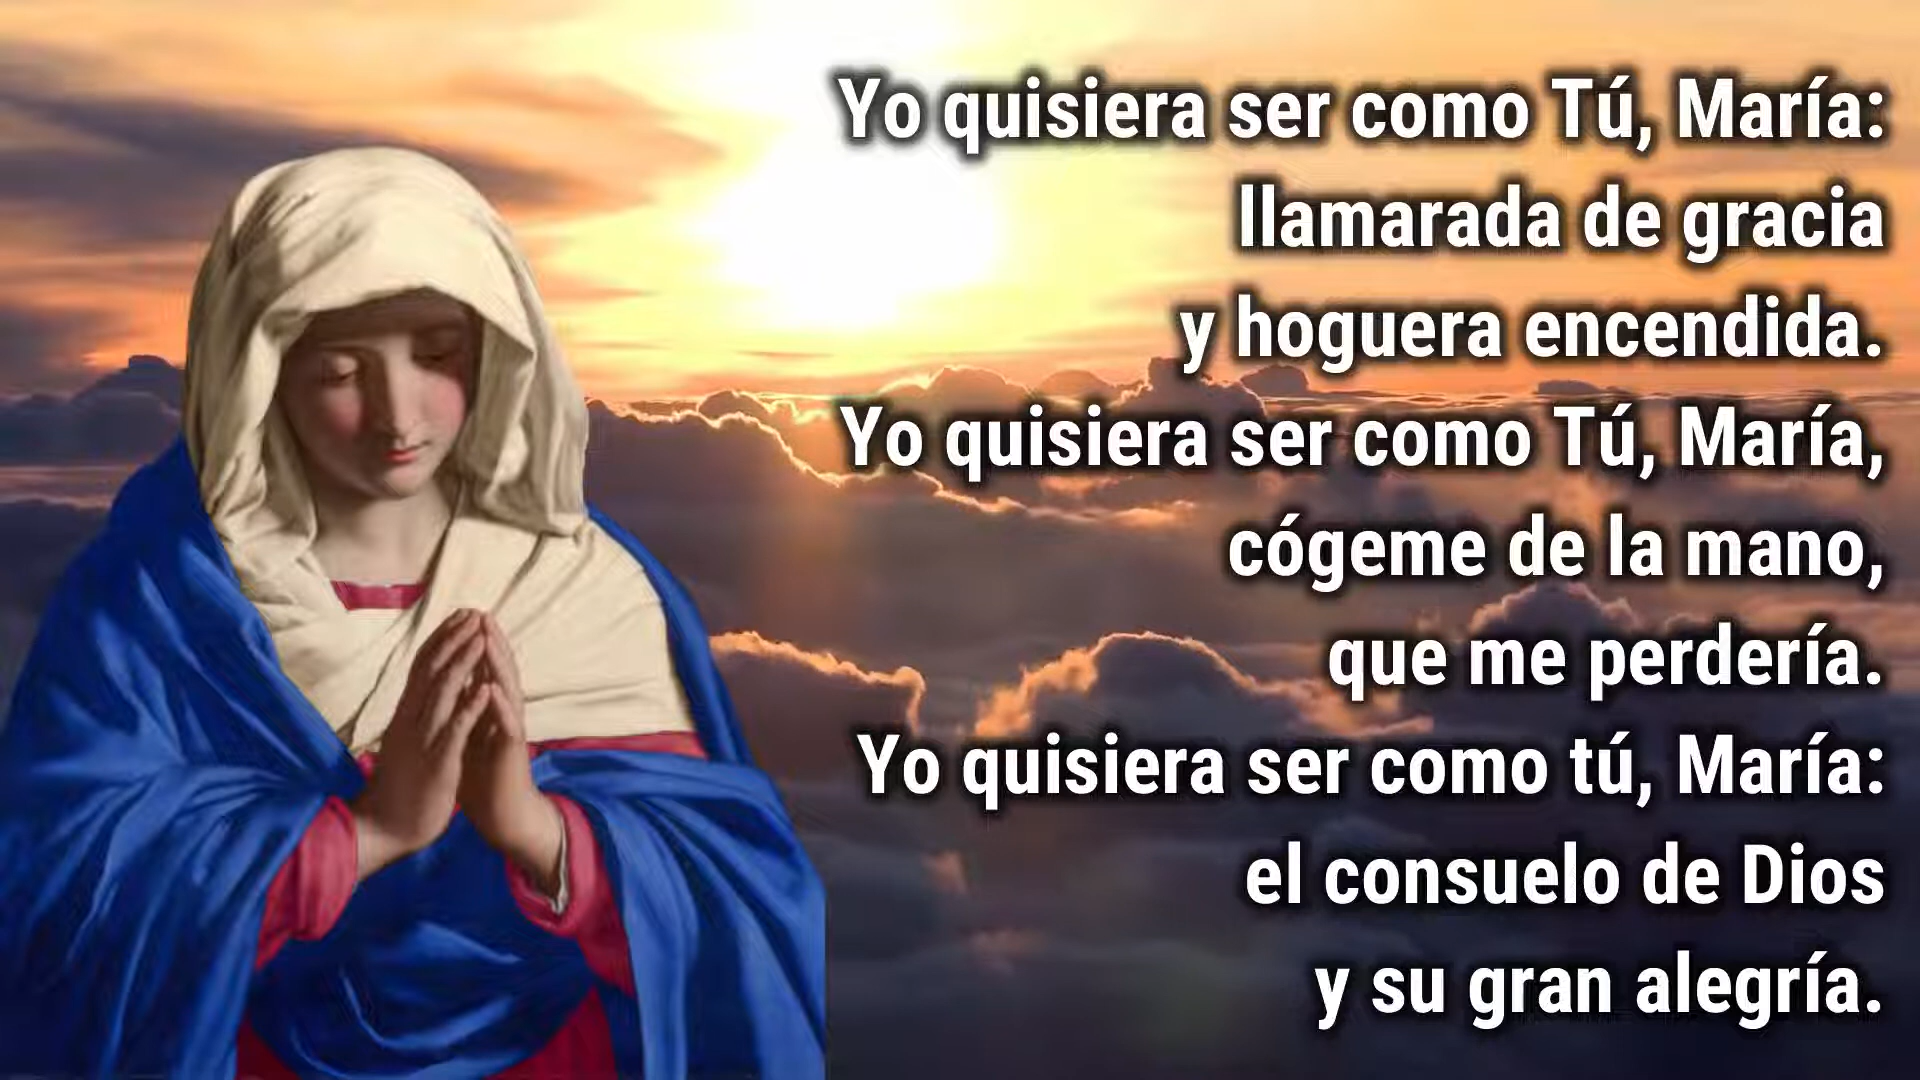 Yo quisiera ser como Tú, María:
llamarada de gracia
y hoguera encendida.
Yo quisiera ser como Tú, María,
cógeme de la mano,
que me perdería.
Yo quisiera ser como tú, María:
el consuelo de Dios
y su gran alegría.